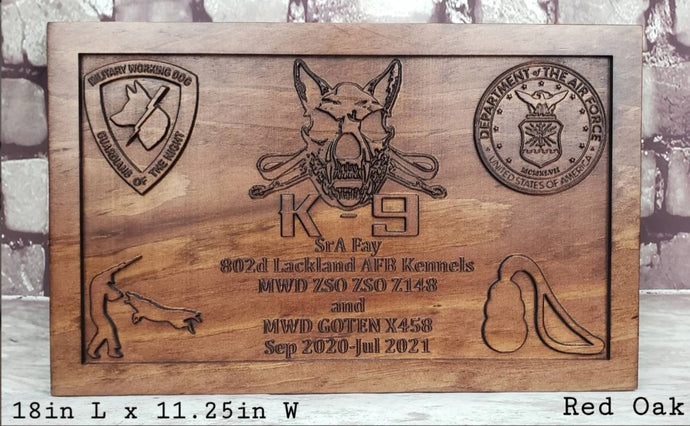 MILITARY WORKING DOG
GUARDIANS OF THE NIGHT
DEPARTMENT of THE AIR FORCE
MCMXLVII
UNITED STATES OF AMERICA
K-9
SrA Fay
802d Lackland AFB Kennels
MWD ZSO ZSO Z148
and
MWD GOTEN X458
Sep 2020-Jul 2021
18in L x 11.25in W
Red Oak